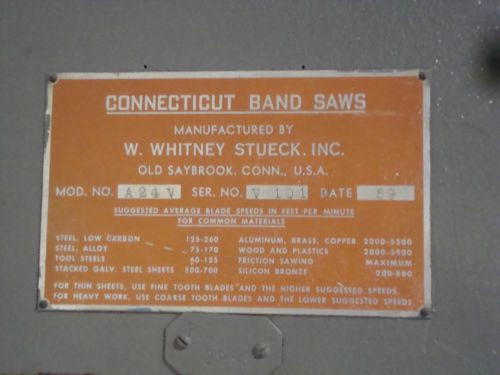 CONNECTICUT BAND SAWS
MANUFACTURED BY
W. WHITNEY STUECK. INC.
OLD SAYBROOK. CONN., U.S.A.
MOD. NO. A24V SER. NO. V 101 DATE 59
SUGGESTED AVERAGE BLADE SPEEDS IN FEET PER MINUTE
FOR COMMON MATERIALS
STEEL, LOW CARBON 125-260 ALUMINUM, BRASS, COPPER 2000-5500
STEEL, ALLOY 75-170 WOOD AND PLASTICS 2000-5500
TOOL STEELS 60-125 FRICTION SAWING MAXIMUM
STACKED GALV. STEEL SHEETS 500-700 SILICON BRONZE 200-800
FOR THIN SHEETS, USE FINE TOOTH BLADES AND THE HIGHER SUGGESTED SPEEDS.
FOR HEAVY WORK, USE COARSE TOOTH BLADES AND THE LOWER SUGGESTED SPEEDS